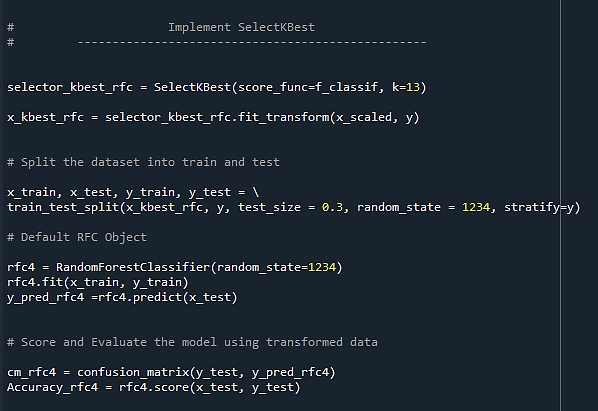 #                    Implement SelectKBest
#        -------------------------------------------------
selector_kbest_rfc = SelectKBest(score_func=f_classif, k=13)
x_kbest_rfc = selector_kbest_rfc.fit_transform(x_scaled, y)
# Split the dataset into train and test
x_train, x_test, y_train, y_test = \
train_test_split(x_kbest_rfc, y, test_size = 0.3, random_state = 1234, stratify=y)
# Default RFC Object
rfc4 = RandomForestClassifier(random_state=1234)
rfc4.fit(x_train, y_train)
y_pred_rfc4 =rfc4.predict(x_test)
# Score and Evaluate the model using transformed data
cm_rfc4 = confusion_matrix(y_test, y_pred_rfc4)
Accuracy_rfc4 = rfc4.score(x_test, y_test)